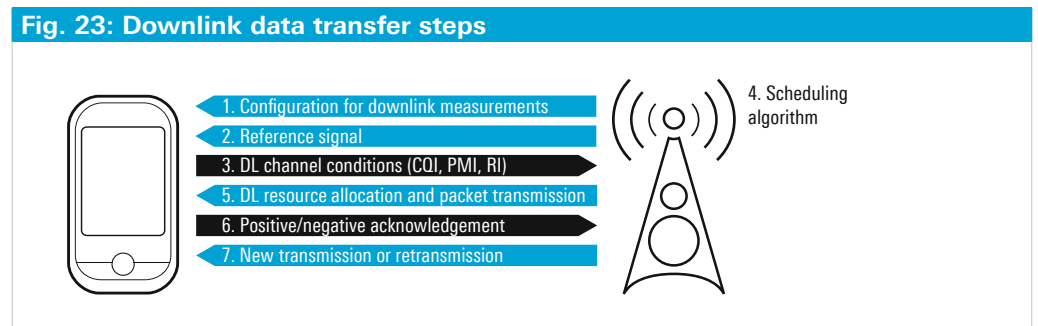 Fig. 23: Downlink data transfer steps
1. Configuration for downlink measurements
2. Reference signal
3. DL channel conditions (CQI, PMI, RI)
4. Scheduling
algorithm
5. DL resource allocation and packet transmission
6. Positive/negative acknowledgement
7. New transmission or retransmission